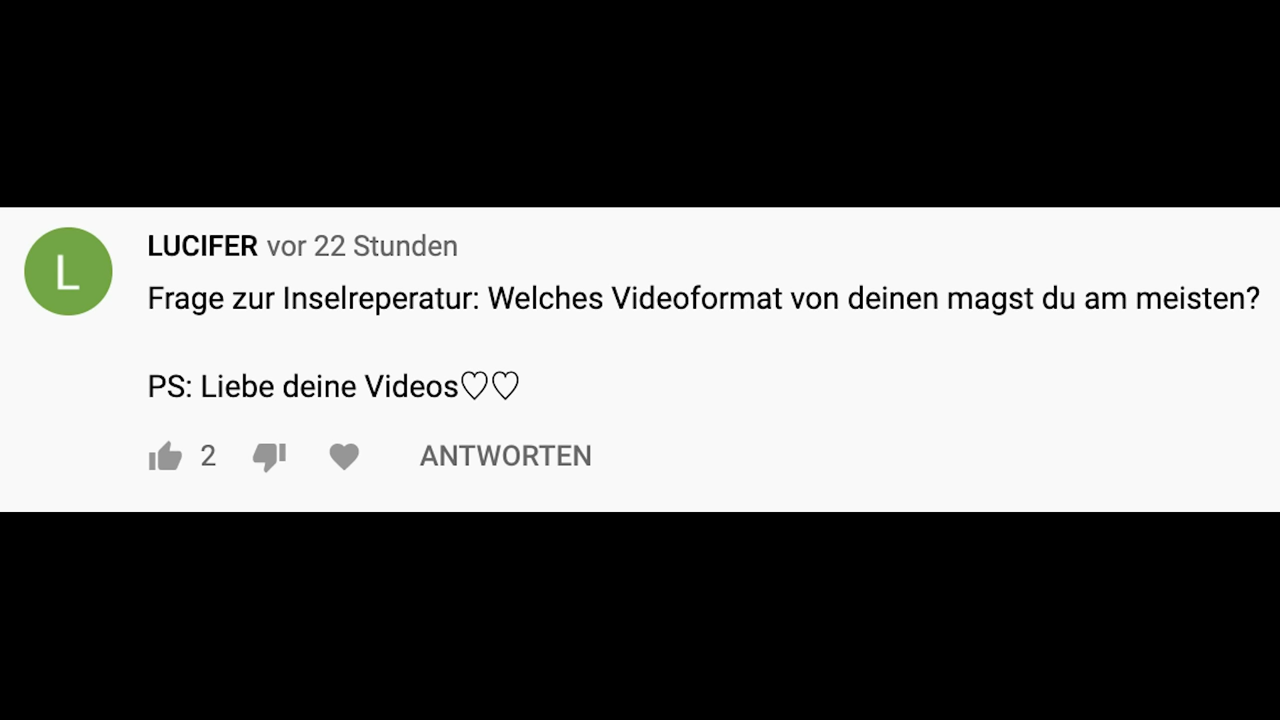 L
LUCIFER vor 22 Stunden
Frage zur Inselreperatur: Welches Videoformat von deinen magst du am meisten?
PS: Liebe deine Videos♡♡
2 ANTWORTEN